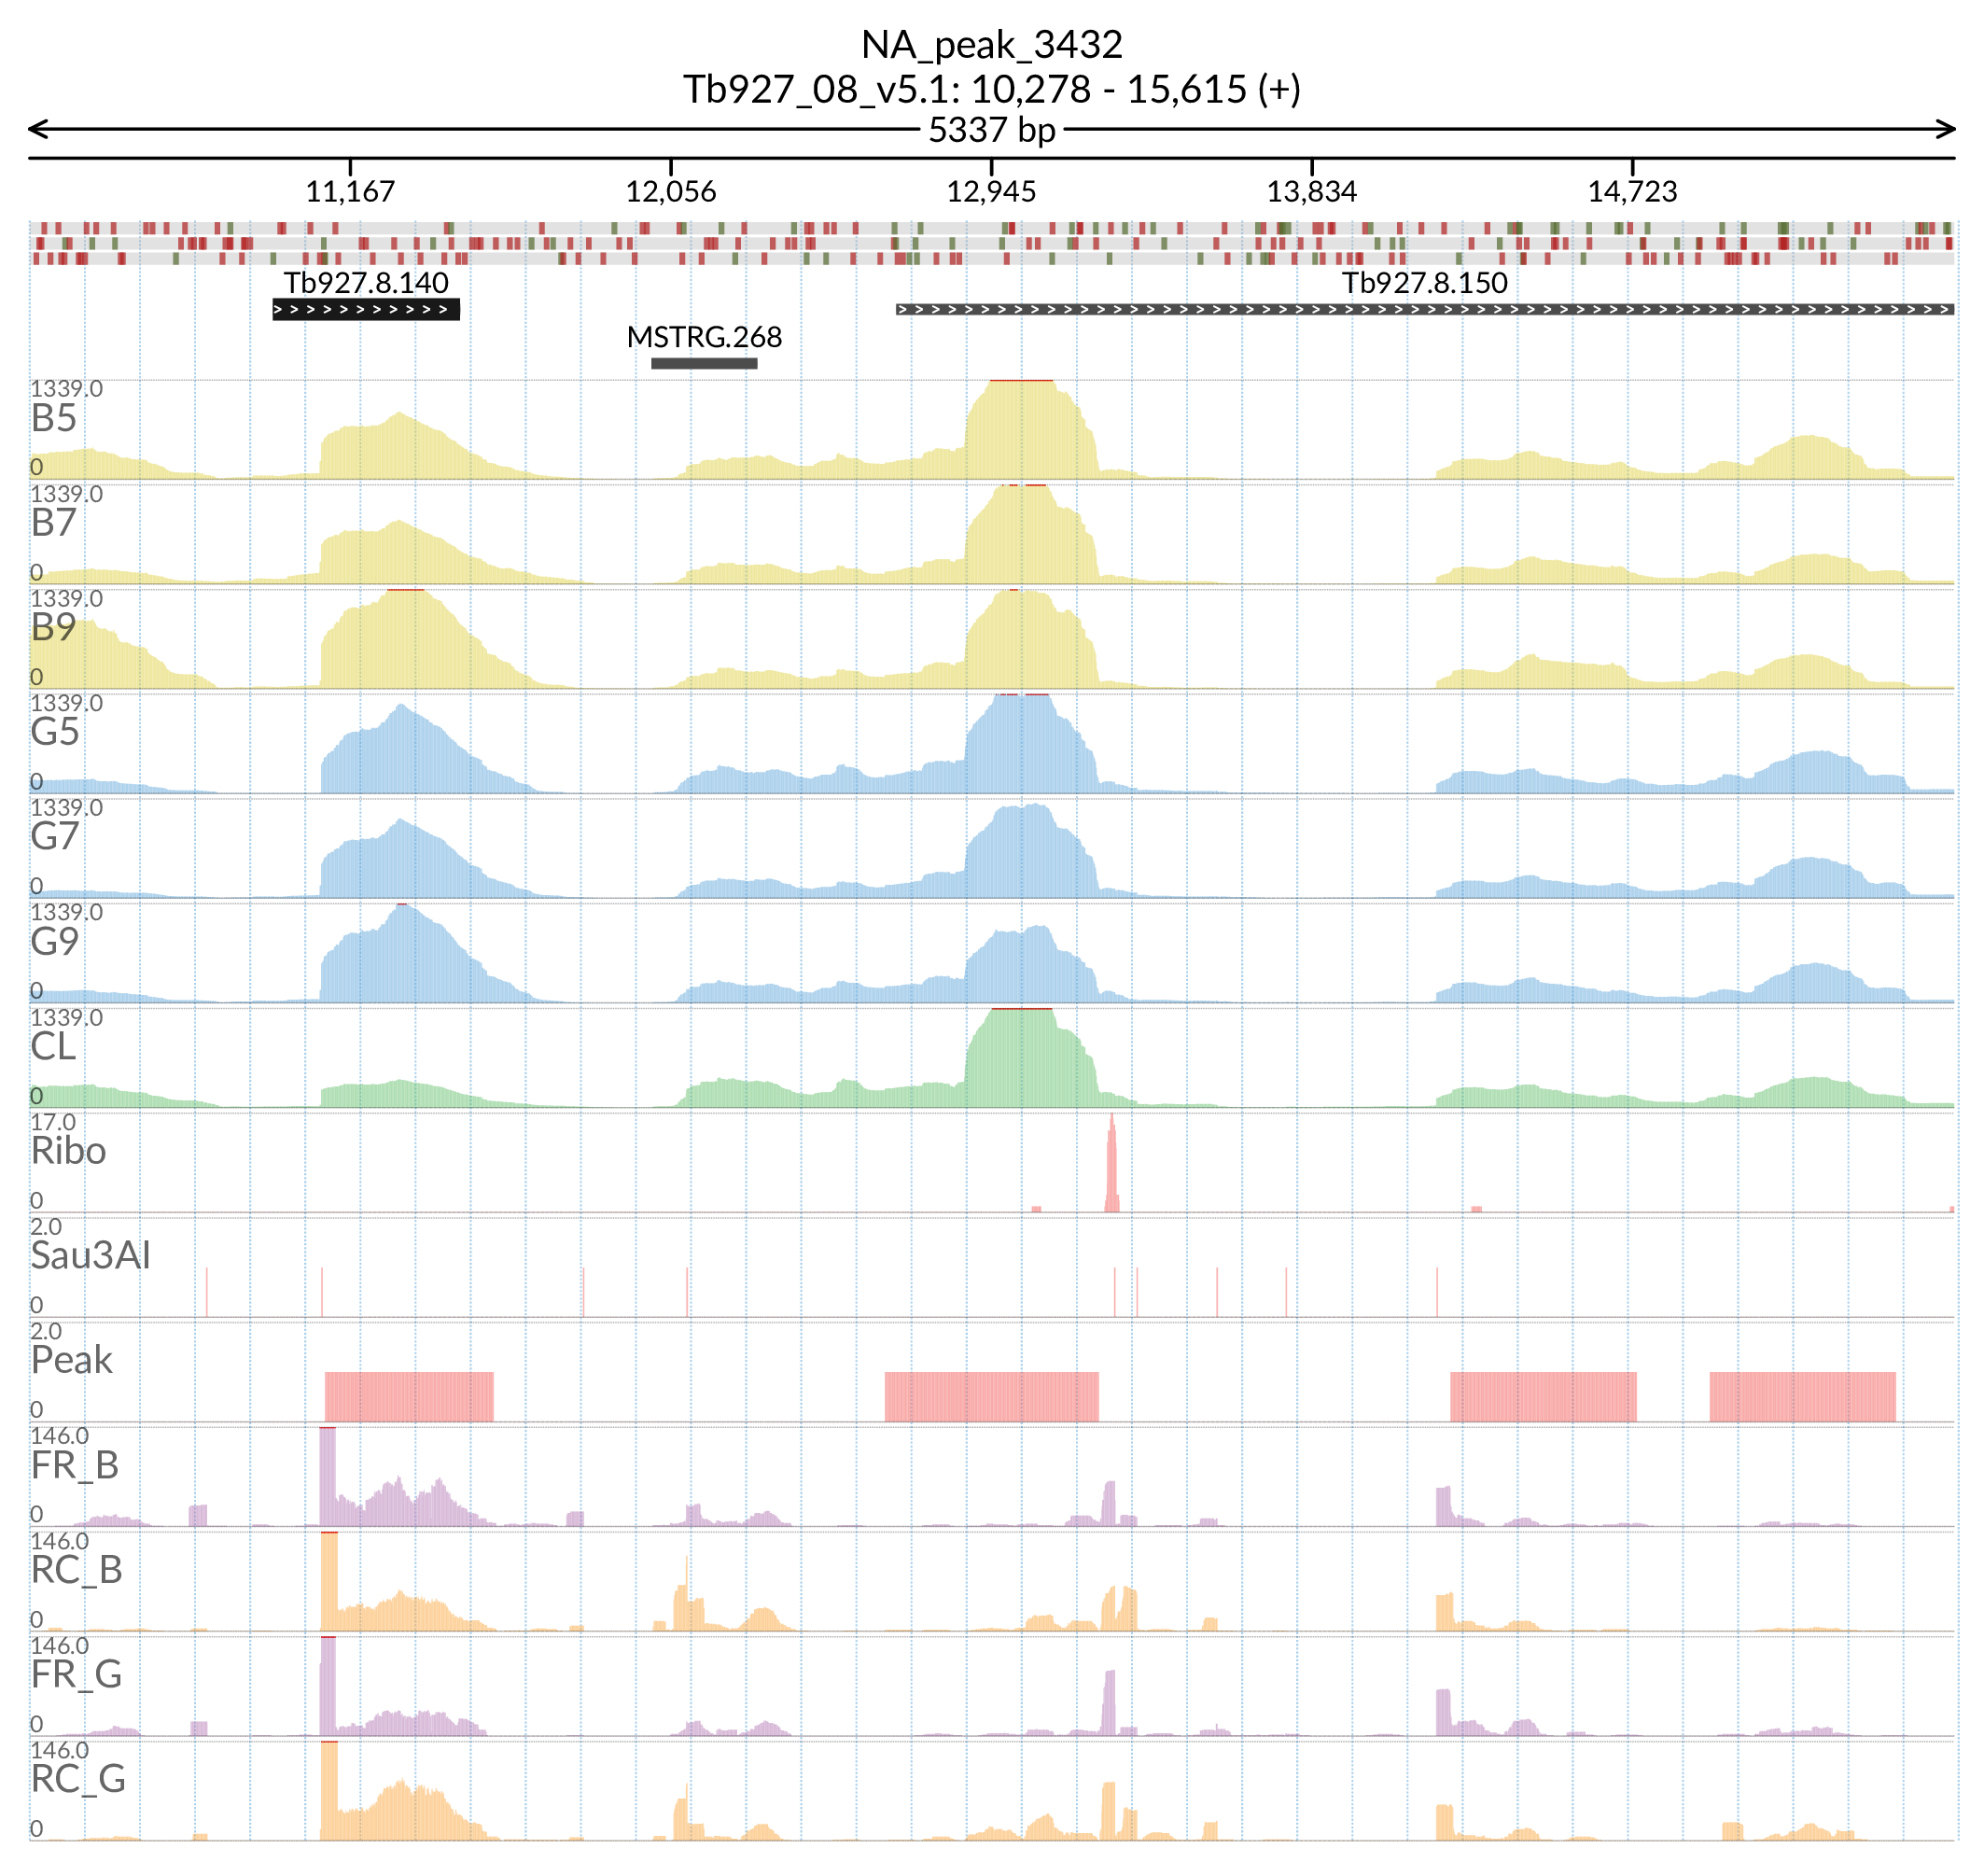 NA_peak_3432
Tb927_08_v5.1: 10,278 - 15,615 (+)
5337 bp
11,167 12,056 12,945 13,834 14,723
Tb927.8.140 Tb927.8.150
MSTRG.268
1339.0
B5
0
1339.0
B7
0
1339.0
B9
0
1339.0
G5
0
1339.0
G7
0
1339.0
G9
0
1339.0
CL
0
17.0
Ribo
0
2.0
Sau3AI
0
2.0
Peak
0
146.0
FR_B
0
146.0
RC_B
0
146.0
FR_G
0
146.0
RC_G
0